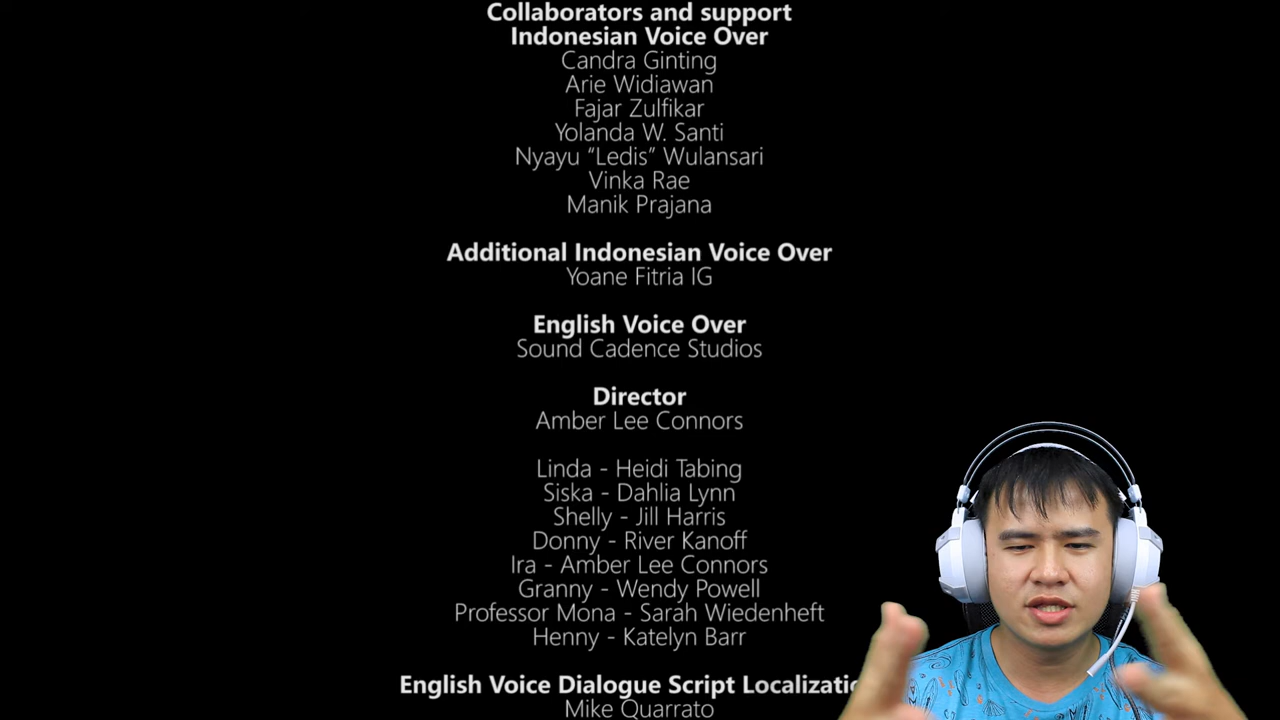 Collaborators and support
Indonesian Voice Over
Candra Ginting
Arie Widiawan
Fajar Zulfikar
Yolanda W. Santi
Nyayu “Ledis” Wulansari
Vinka Rae
Manik Prajana
Additional Indonesian Voice Over
Yoane Fitria IG
English Voice Over
Sound Cadence Studios
Director
Amber Lee Connors
Linda - Heidi Tabing
Siska - Dahlia Lynn
Shelly - Jill Harris
Donny - River Kanoff
Ira - Amber Lee Connors
Granny - Wendy Powell
Professor Mona - Sarah Wiedenheft
Henny - Katelyn Barr
English Voice Dialogue Script Localizatio
Mike Quarrato